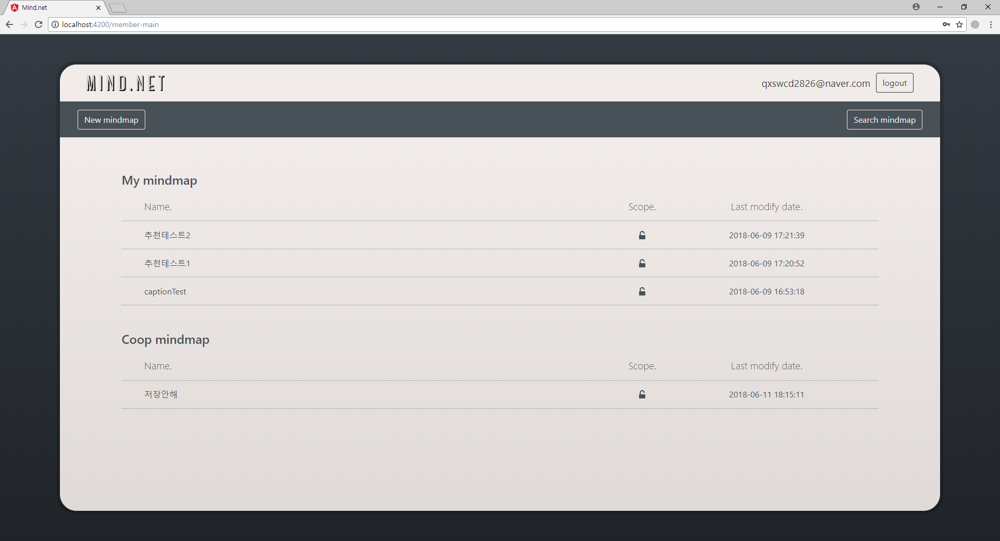 Mind.net
localhost:4200/member-main
MIND.NET
qxswcd2826@naver.com logout
New mindmap Search mindmap
My mindmap
Name. Scope. Last modify date.
추천테스트2 2018-06-09 17:21:39
추천테스트1 2018-06-09 17:20:52
captionTest 2018-06-09 16:53:18
Coop mindmap
Name. Scope. Last modify date.
저장안해 2018-06-11 18:15:11